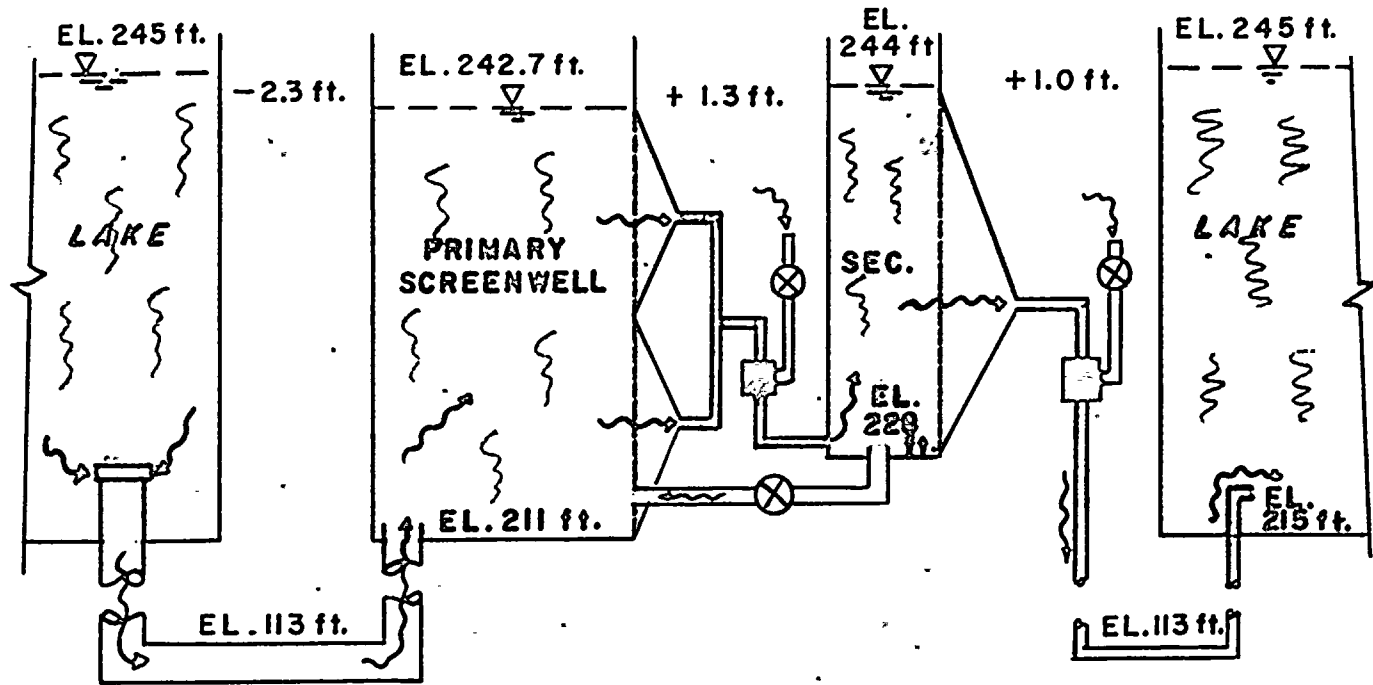 EL. 245 ft.
-2.3 ft.
EL. 242.7 ft.
+ 1.3 ft.
EL.
244 ft
+1.0 ft.
EL. 245 ft.
LAKE
PRIMARY
SCREENWELL
SEC.
LAKE
EL.
EL. 211 ft.
EL.
215 ft.
EL. 113 ft.
EL. 113 ft.